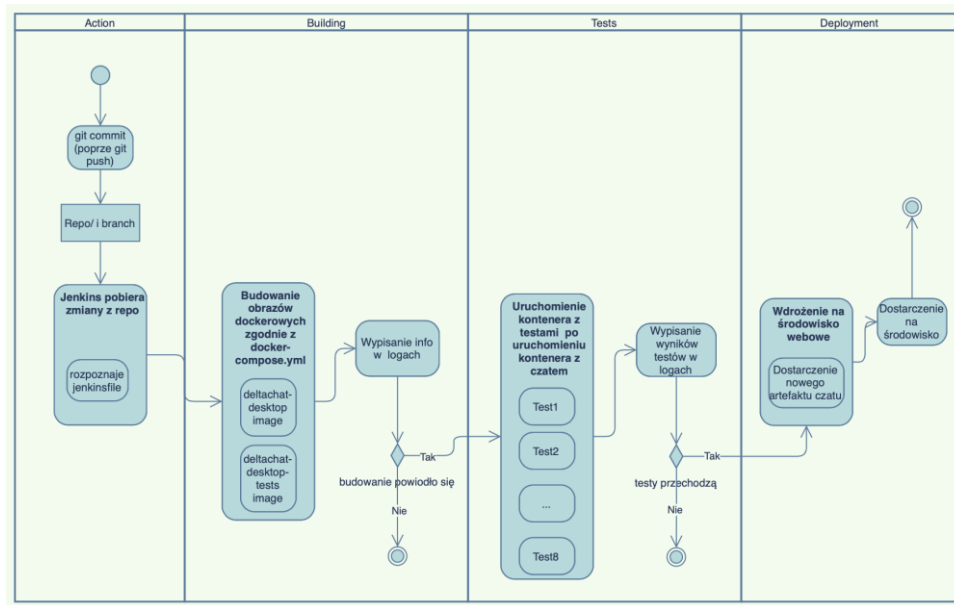 Action
Building
Tests
Deployment
git commit
(poprze git
push)
Repo/ i branch
Jenkins pobiera
zmiany z repo
rozpoznaje
jenkinsfile
Budowanie
obrazów
dockerowych
zgodnie z
docker-
compose.yml
deltachat-
desktop
image
deltachat-
desktop-
tests
image
Wypisanie info
w logach
Tak
budowanie powiodło się
Nie
Uruchomienie
kontenera z
testami po
uruchomieniu
kontenera z
czatem
Test1
Test2
...
Test8
Wypisanie
wyników
testów w
logach
Tak
testy przechodzą
Nie
Wdrożenie na
środowisko
webowe
Dostarczenie
nowego
artefaktu czatu
Dostarczenie
na
środowisko